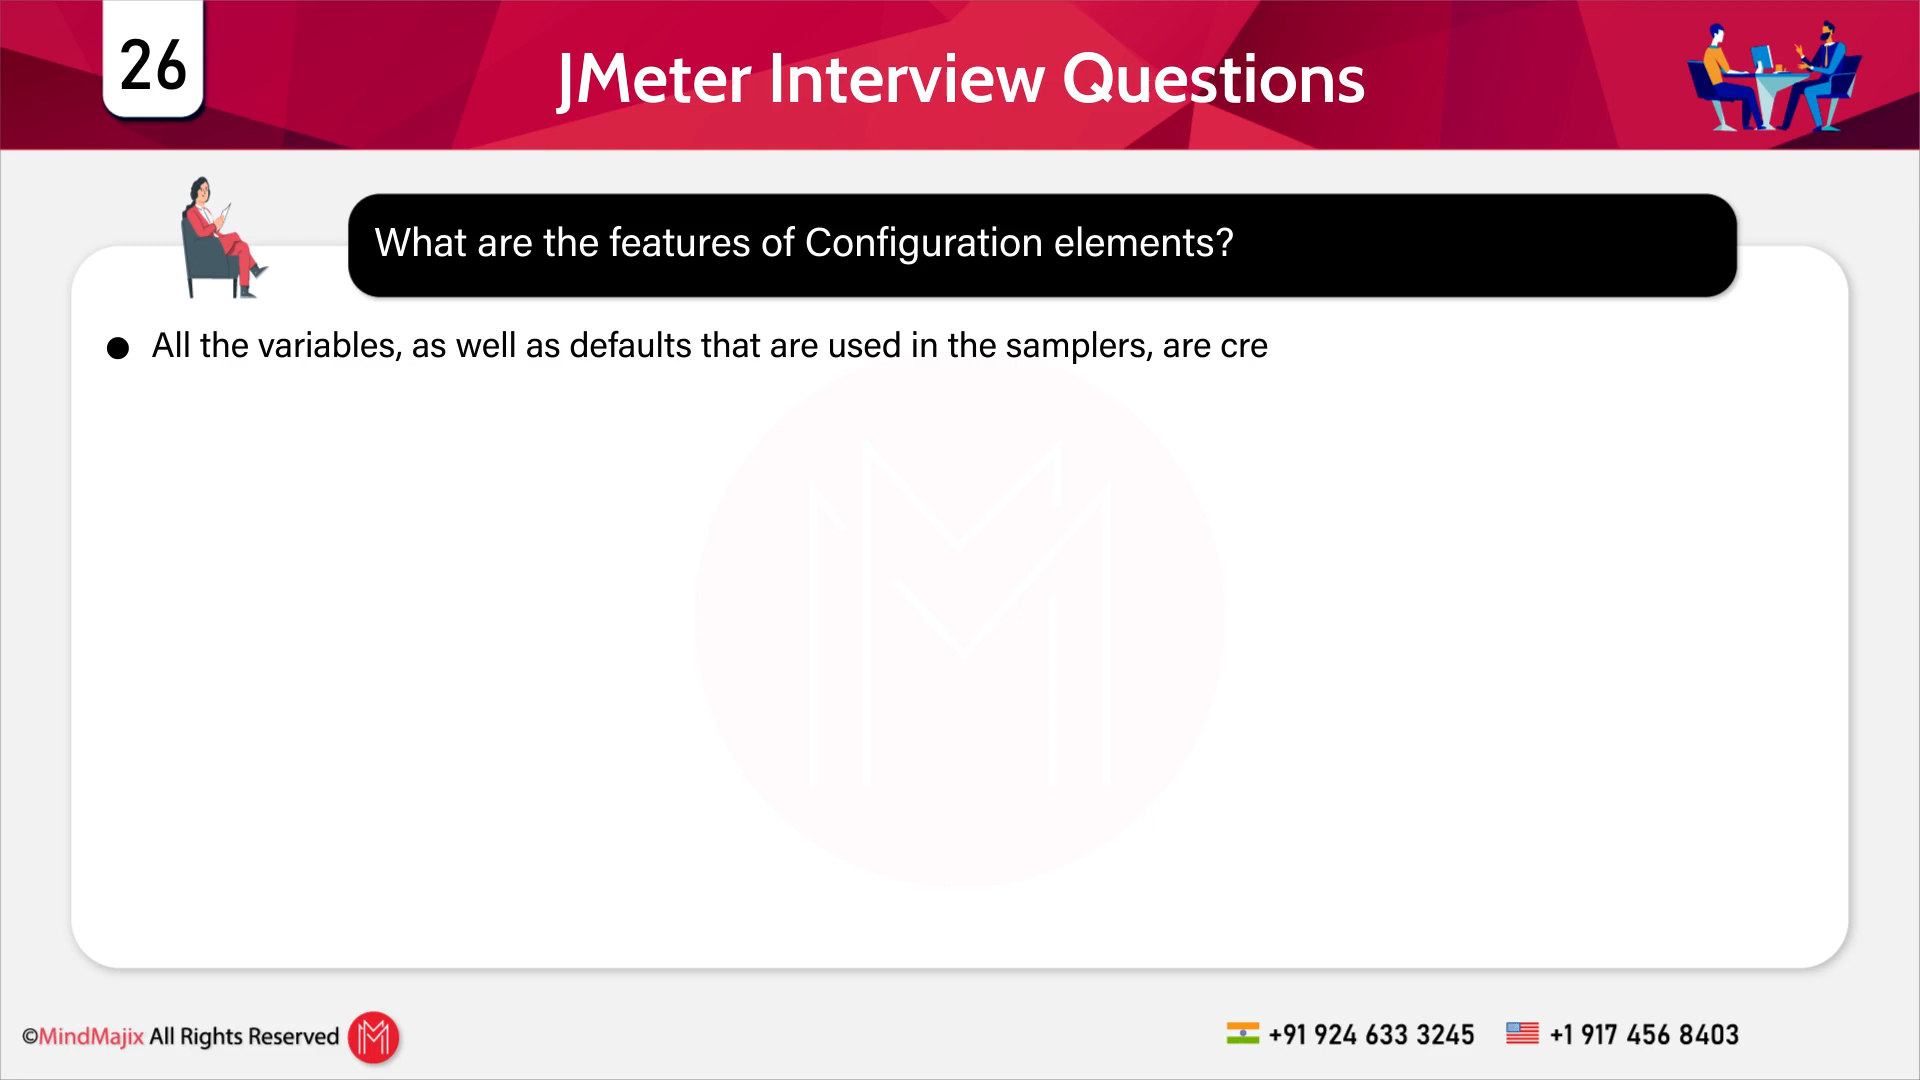 26
JMeter Interview Questions
What are the features of Configuration elements?
● All the variables, as well as defaults that are used in the samplers, are cre
©MindMajix All Rights Reserved
+91 924 633 3245
+1 917 456 8403